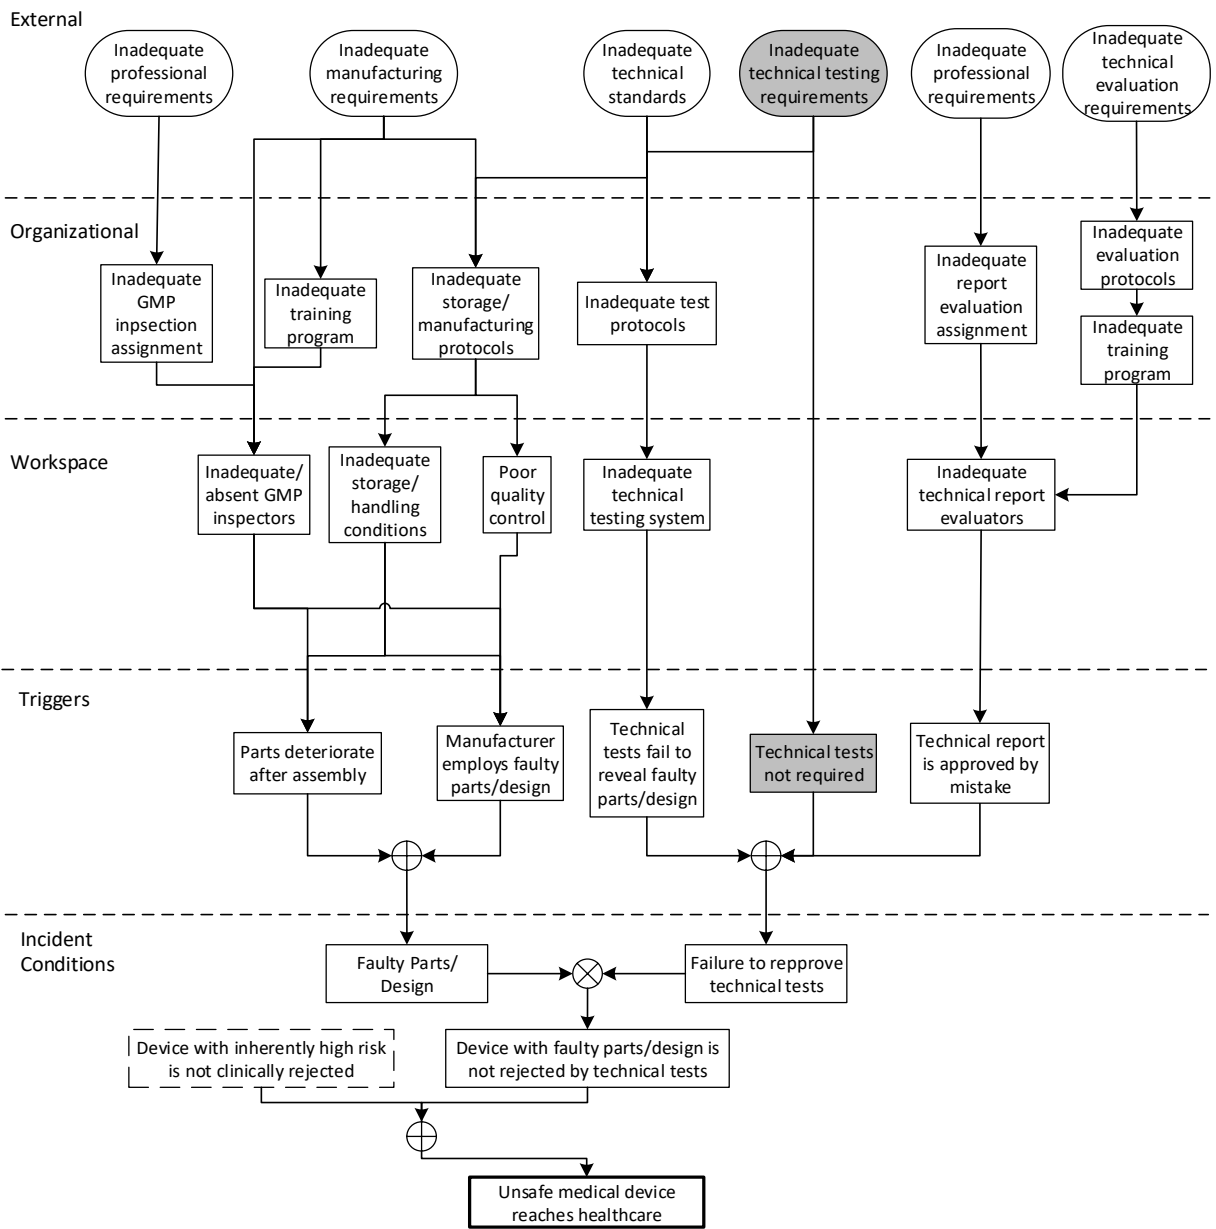 External
Inadequate
professional
requirements
Inadequate
manufacturing
requirements
Inadequate
technical
standards
Inadequate
technical testing
requirements
Inadequate
professional
requirements
Inadequate
technical
evaluation
requirements
Organizational
Inadequate
GMP
inpsection
assignment
Inadequate
training
program
Inadequate
storage/
manufacturing
protocols
Inadequate test
protocols
Inadequate
report
evaluation
assignment
Inadequate
evaluation
protocols
Inadequate
training
program
Workspace
Inadequate/
absent GMP
inspectors
Inadequate
storage/
handling
conditions
Poor
quality
control
Inadequate
technical
testing system
Inadequate
technical report
evaluators
Triggers
Parts deteriorate
after assembly
Manufacturer
employs faulty
parts/design
Technical
tests fail to
reveal faulty
parts/design
Technical tests
not required
Technical report
is approved by
mistake
Incident
Conditions
Faulty Parts/
Design
Failure to repprove
technical tests
Device with inherently high risk
is not clinically rejected
Device with faulty parts/design is
not rejected by technical tests
Unsafe medical device
reaches healthcare